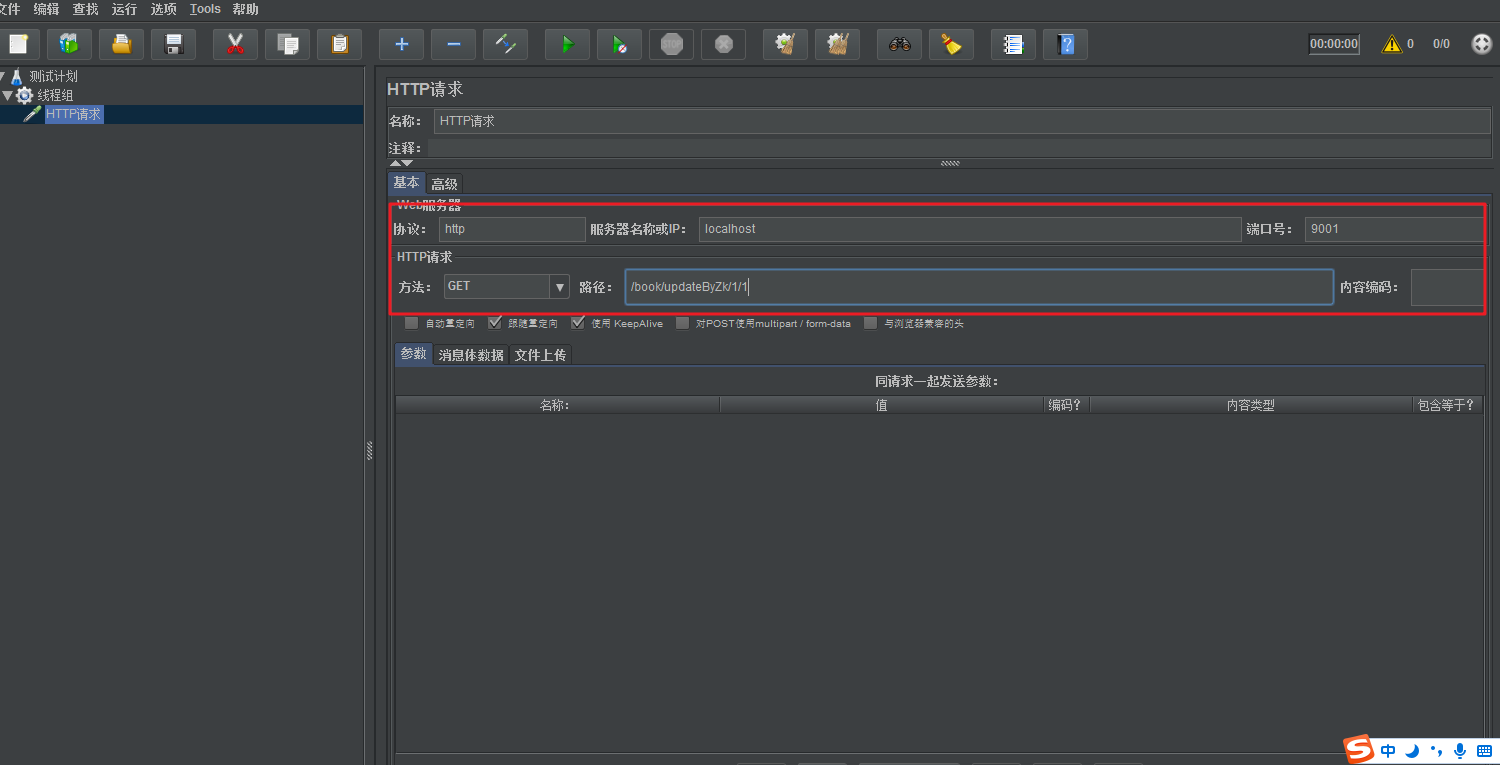 文件 编辑 查找 运行 选项 Tools 帮助
STOP 00:00:00 0 0/0
测试计划
线程组
HTTP请求
HTTP请求
名称： HTTP请求
注释：
基本 高级
Web服务器
协议： http 服务器名称或IP： localhost 端口号： 9001
HTTP请求
方法： GET 路径： /book/updateByZk/1/1 内容编码：
自动重定向 跟随重定向 使用 KeepAlive 对POST使用multipart / form-data 与浏览器兼容的头
参数 消息体数据 文件上传
同请求一起发送参数：
名称： 值 编码？ 内容类型 包含等于？
中